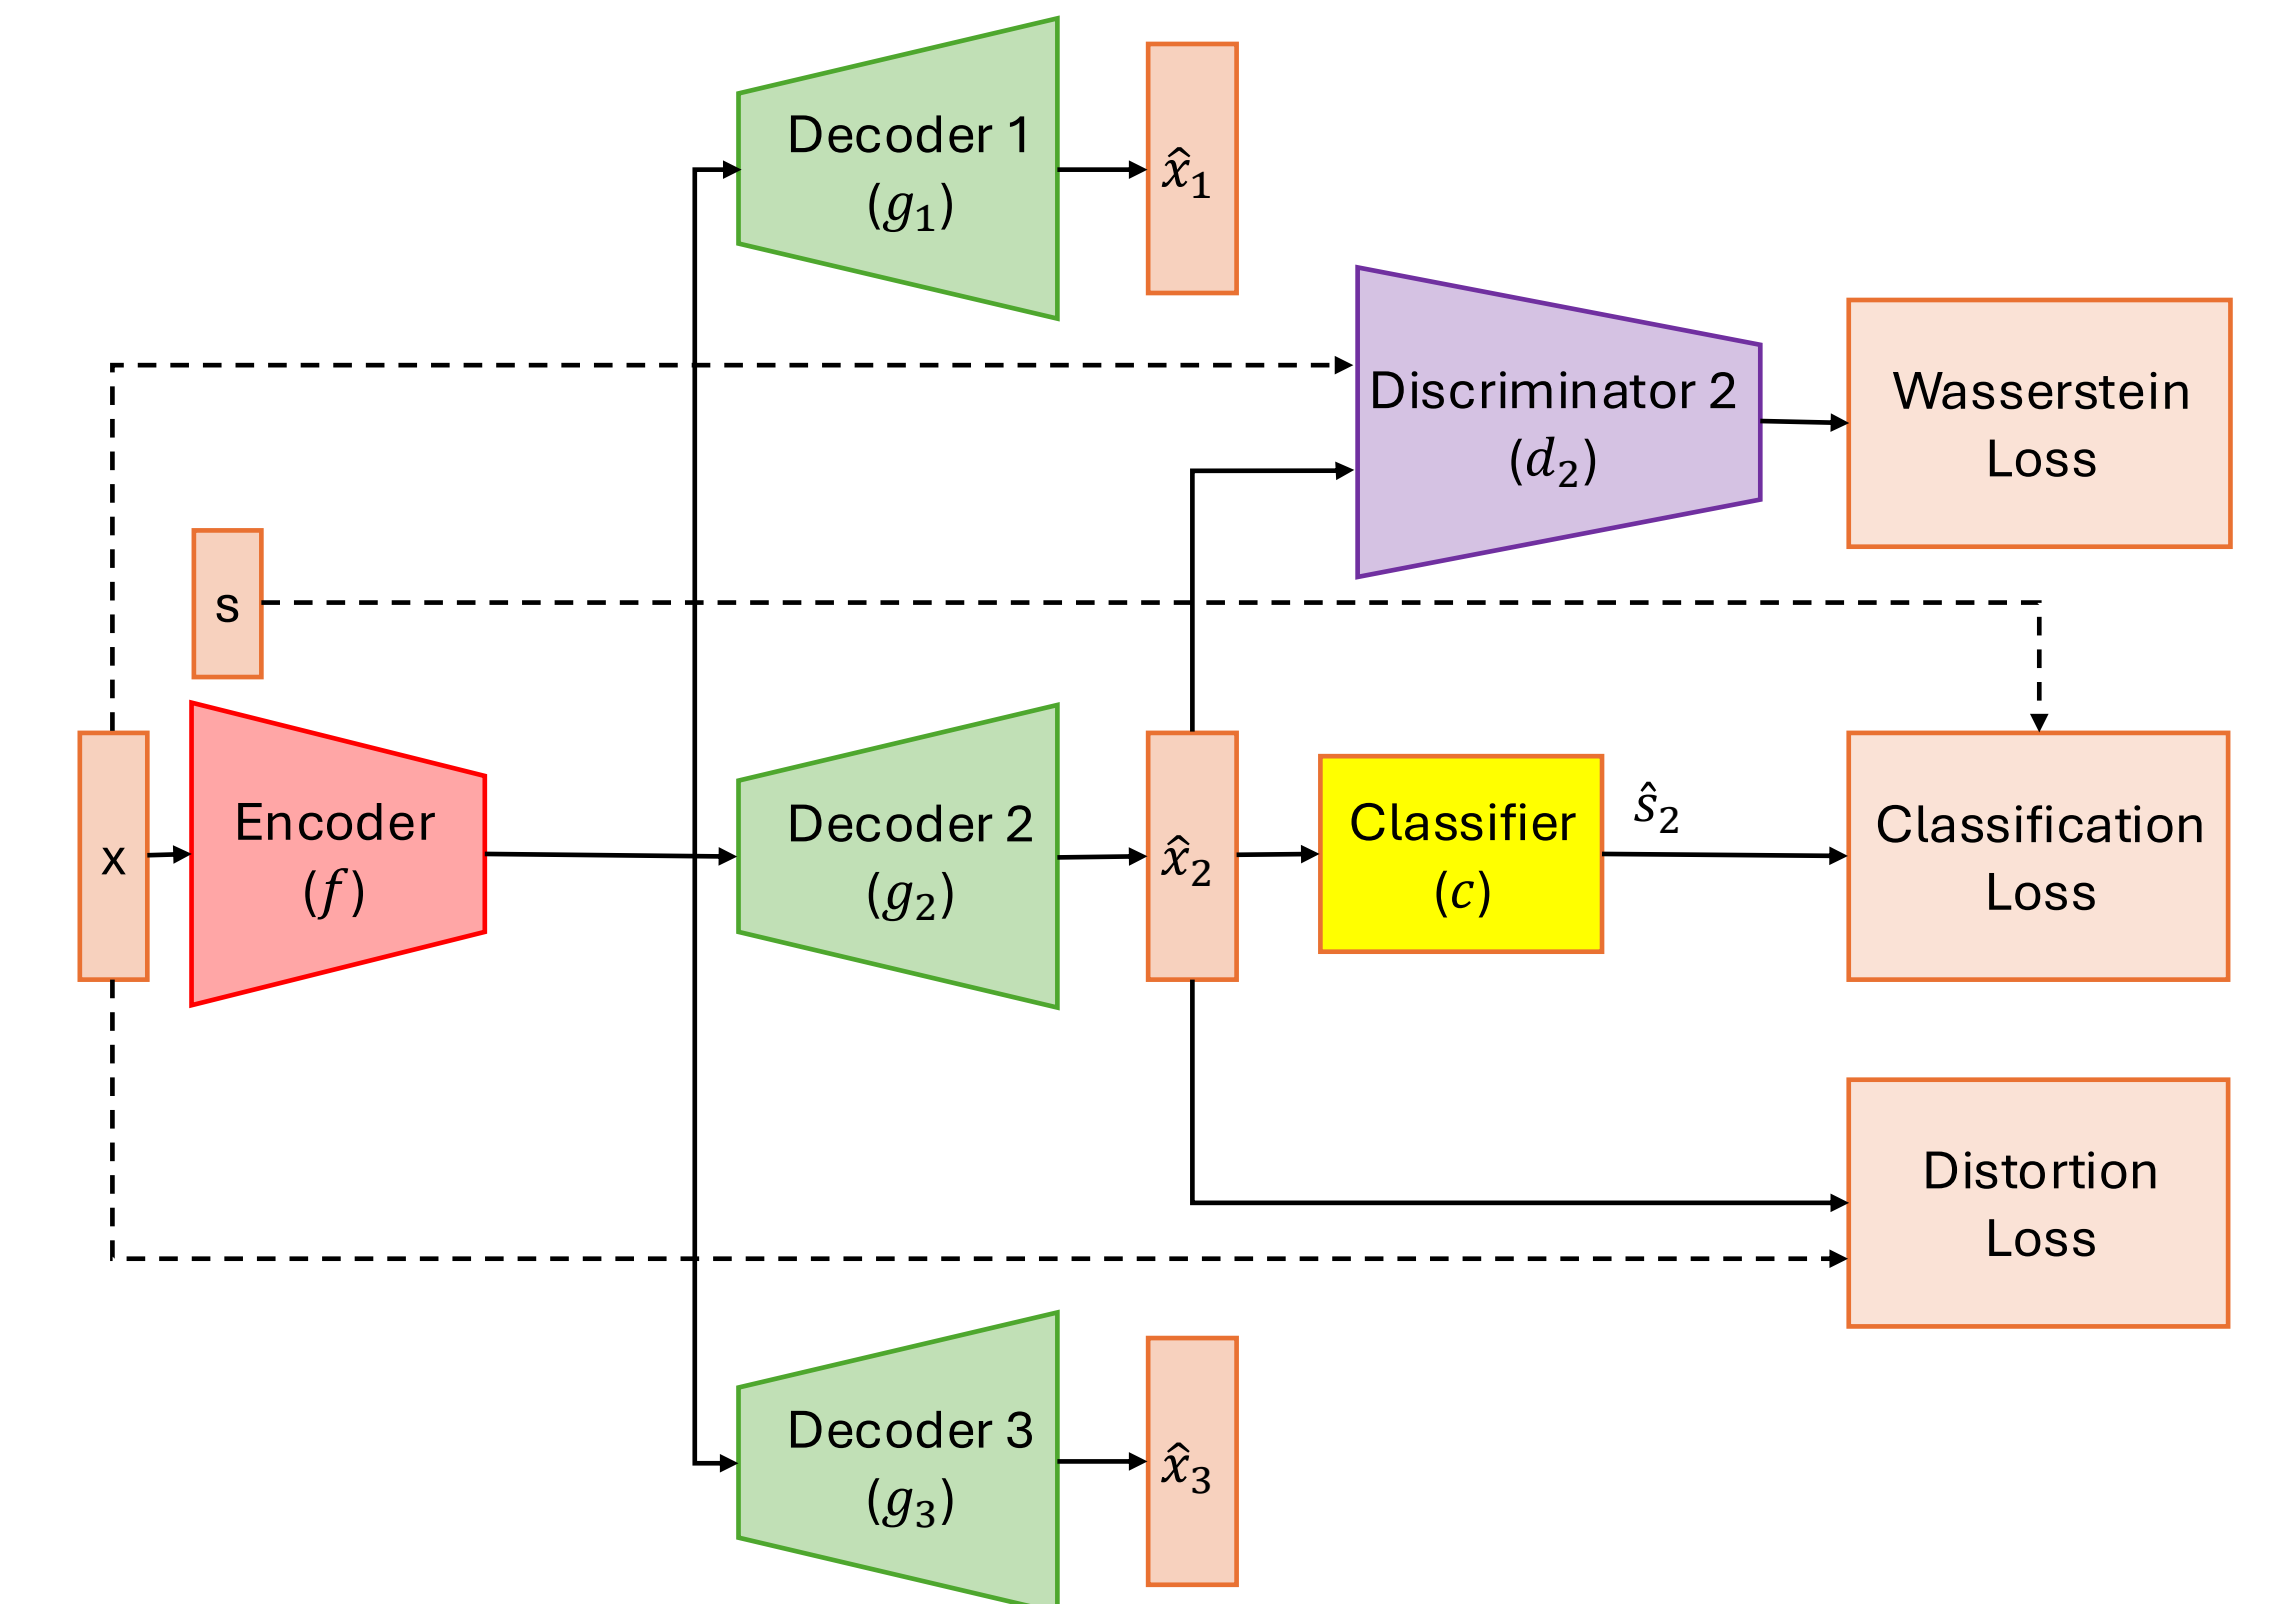 Decoder 1
(g₁)
x̂₁
Discriminator 2
(d₂)
Wasserstein
Loss
s
x
Encoder
(f)
Decoder 2
(g₂)
x̂₂
Classifier
(c)
ŝ₂
Classification
Loss
Distortion
Loss
Decoder 3
(g₃)
x̂₃